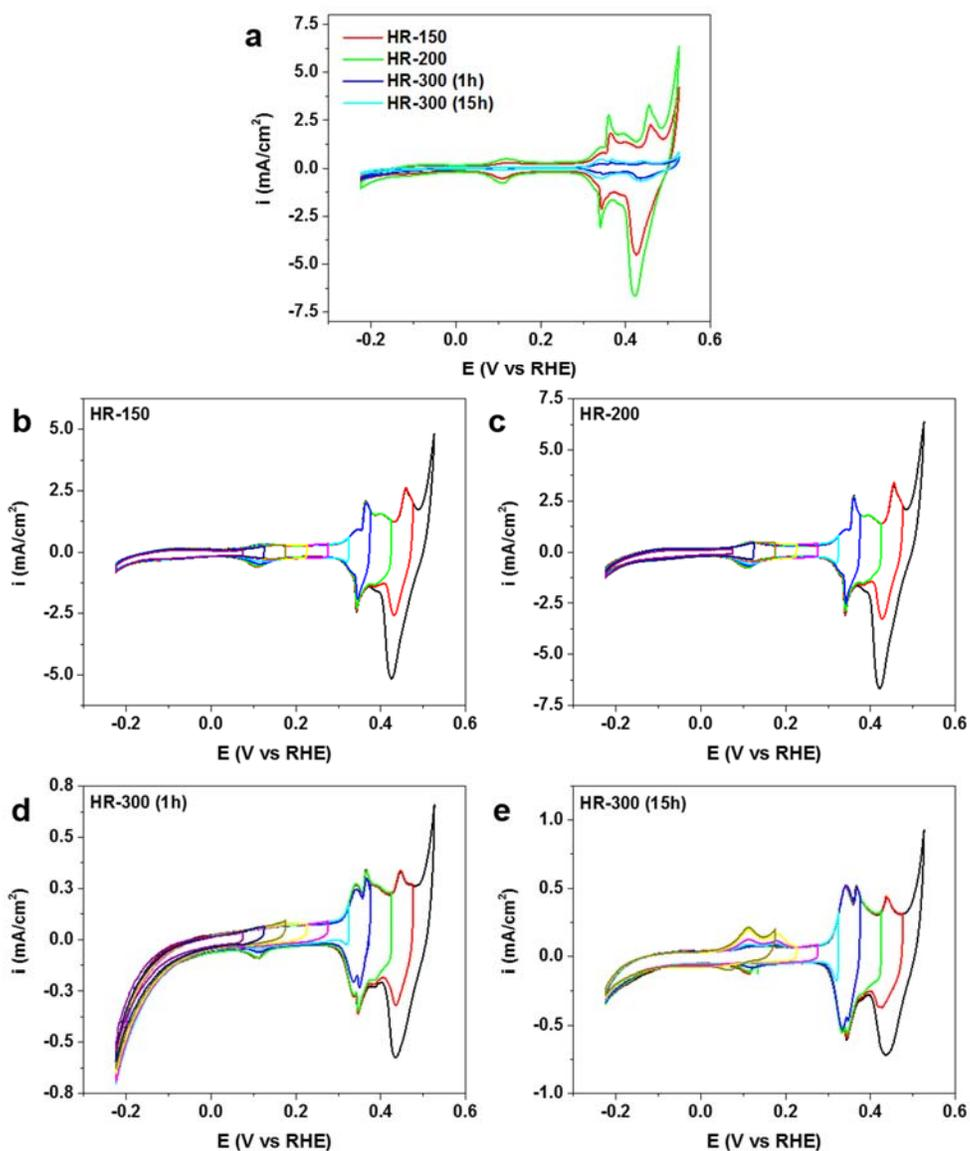 a
HR-150
HR-200
HR-300 (1h)
HR-300 (15h)
7.5
5.0
2.5
0.0
-2.5
-5.0
-7.5
i (mA/cm²)
-0.2 0.0 0.2 0.4 0.6
E (V vs RHE)
b
HR-150
5.0
2.5
0.0
-2.5
-5.0
i (mA/cm²)
-0.2 0.0 0.2 0.4 0.6
E (V vs RHE)
c
HR-200
7.5
5.0
2.5
0.0
-2.5
-5.0
-7.5
i (mA/cm²)
-0.2 0.0 0.2 0.4 0.6
E (V vs RHE)
d
HR-300 (1h)
0.8
0.5
0.3
0.0
-0.3
-0.5
-0.8
i (mA/cm²)
-0.2 0.0 0.2 0.4 0.6
E (V vs RHE)
e
HR-300 (15h)
1.0
0.5
0.0
-0.5
-1.0
i (mA/cm²)
-0.2 0.0 0.2 0.4 0.6
E (V vs RHE)